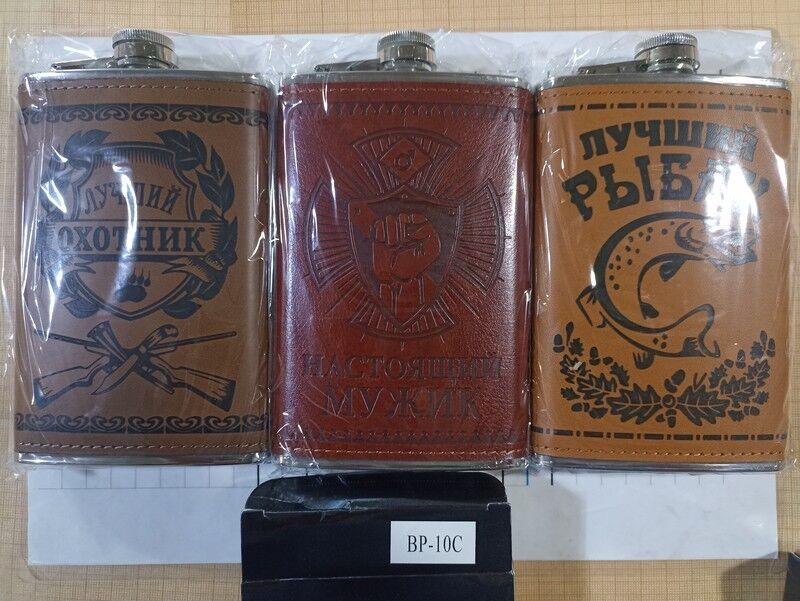 ЛУЧШИЙ
ОХОТНИК
НАСТОЯЩИЙ
МУЖИК
ЛУЧШИЙ
РЫБАК
BP-10C